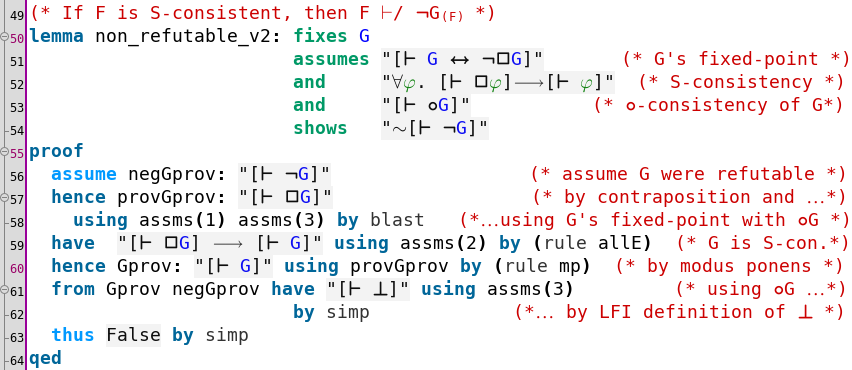 49 (* If F is S-consistent, then F ⊬ ¬G(F) *)
50 lemma non_refutable_v2: fixes G
51 assumes "[⊢ G ↔ ¬□G]" (* G's fixed-point *)
52 and "∀φ. [⊢ □φ]⟶[⊢ φ]" (* S-consistency *)
53 and "[⊢ ∘G]" (* ∘-consistency of G*)
54 shows "∼[⊢ ¬G]"
55 proof
56 assume negGprov: "[⊢ ¬G]" (* assume G were refutable *)
57 hence provGprov: "[⊢ □G]" (* by contraposition and …*)
58 using assms(1) assms(3) by blast (*…using G's fixed-point with ∘G *)
59 have "[⊢ □G] ⟶ [⊢ G]" using assms(2) by (rule allE) (* G is S-con.*)
60 hence Gprov: "[⊢ G]" using provGprov by (rule mp) (* by modus ponens *)
61 from Gprov negGprov have "[⊢ ⊥]" using assms(3) (* using ∘G …*)
62 by simp (*… by LFI definition of ⊥ *)
63 thus False by simp
64 qed